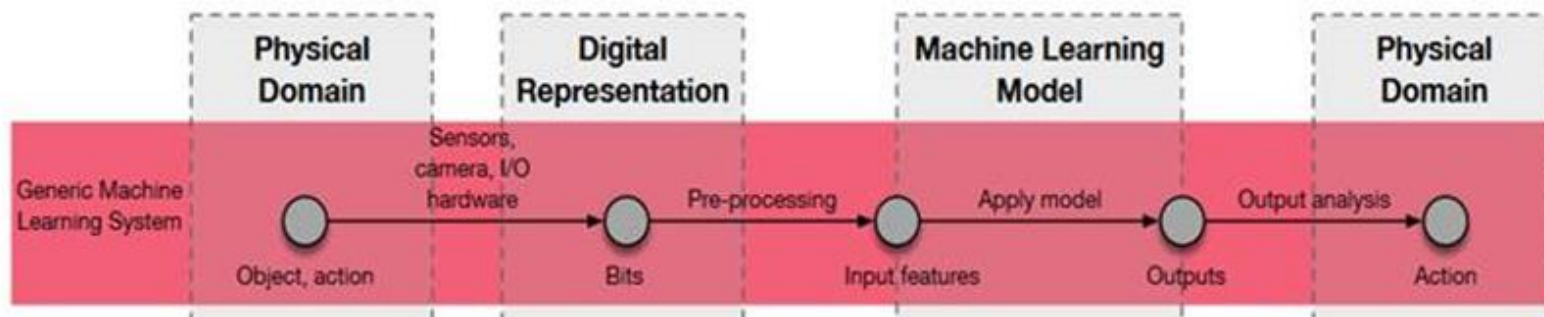 Physical
Domain
Digital
Representation
Machine Learning
Model
Physical
Domain
Generic Machine
Learning System
Sensors,
camera, I/O
hardware
Pre-processing
Apply model
Output analysis
Object, action
Bits
Input features
Outputs
Action